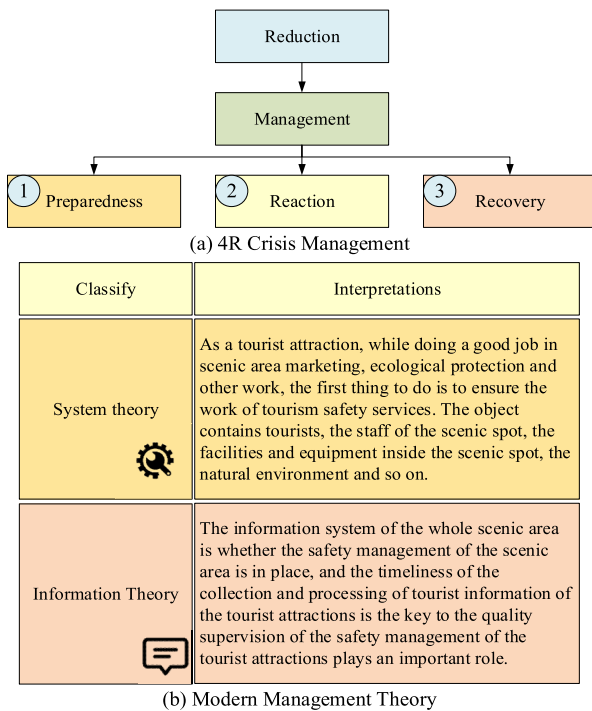 Reduction
Management
1
Preparedness
2
Reaction
3
Recovery
(a) 4R Crisis Management
Classify
Interpretations
System theory
As a tourist attraction, while doing a good job in
scenic area marketing, ecological protection and
other work, the first thing to do is to ensure the
work of tourism safety services. The object
contains tourists, the staff of the scenic spot, the
facilities and equipment inside the scenic spot, the
natural environment and so on.
Information Theory
The information system of the whole scenic area
is whether the safety management of the scenic
area is in place, and the timeliness of the
collection and processing of tourist information of
the tourist attractions is the key to the quality
supervision of the safety management of the
tourist attractions plays an important role.
(b) Modern Management Theory